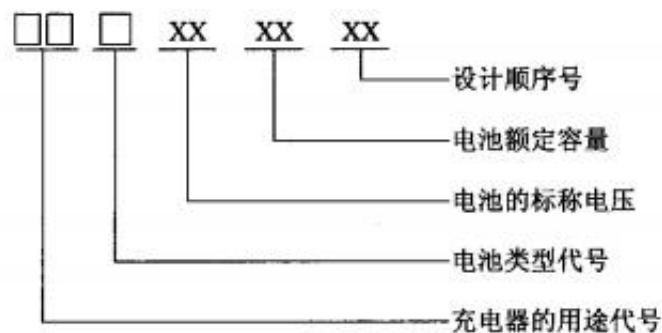 □□ □ XX XX XX
设计顺序号
电池额定容量
电池的标称电压
电池类型代号
充电器的用途代号